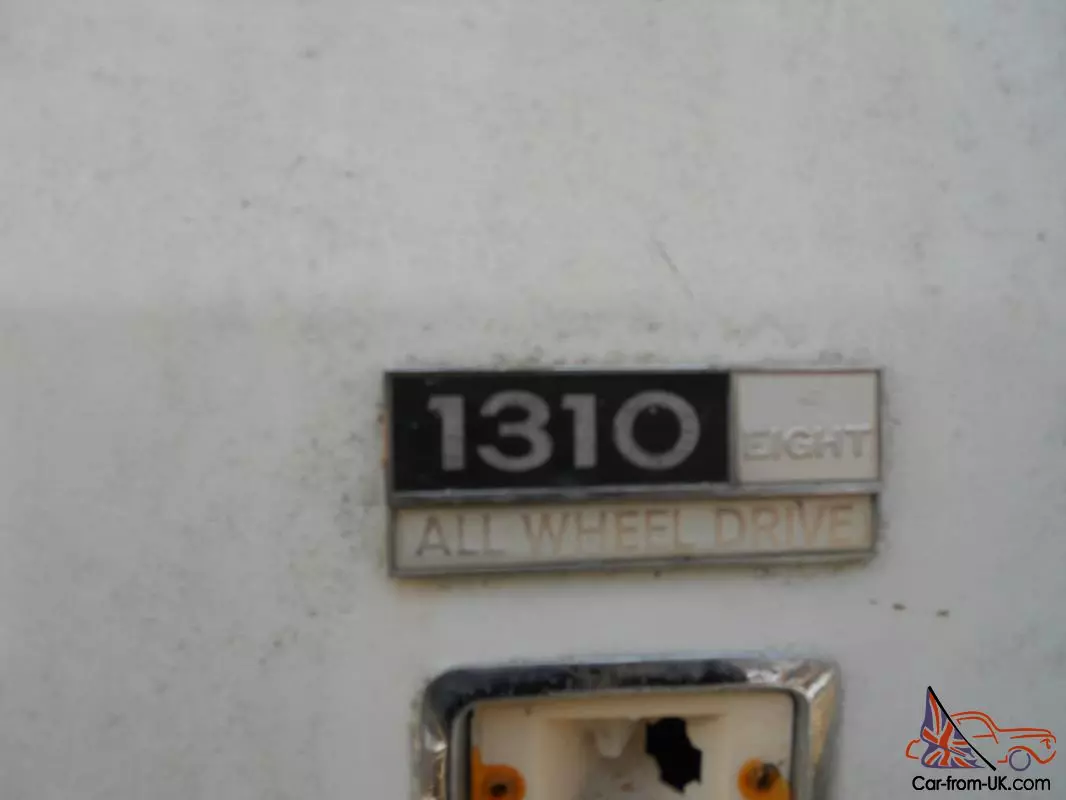 1310
EIGHT
ALL WHEEL DRIVE
Car-from-UK.com